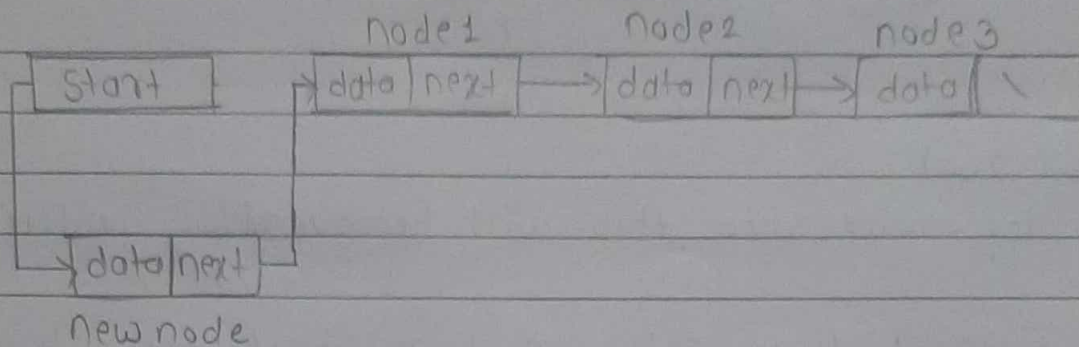 node1 node2 node3
Start data next data next data \
data next
new node